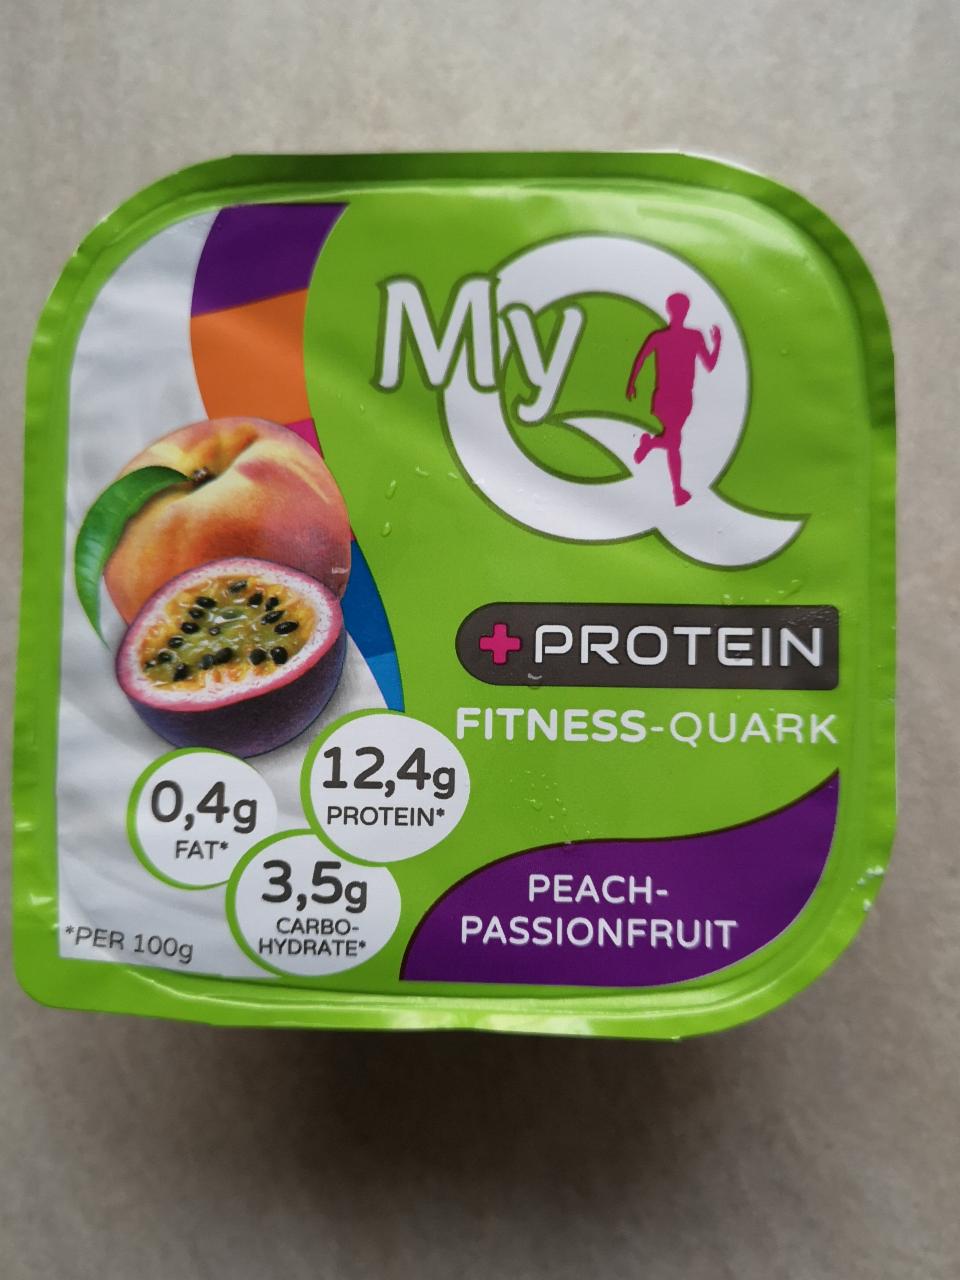 My Q
+PROTEIN
FITNESS-QUARK
12,4g
PROTEIN*
0,4g
FAT*
3,5g
CARBO-
HYDRATE*
*PER 100g
PEACH-
PASSIONFRUIT